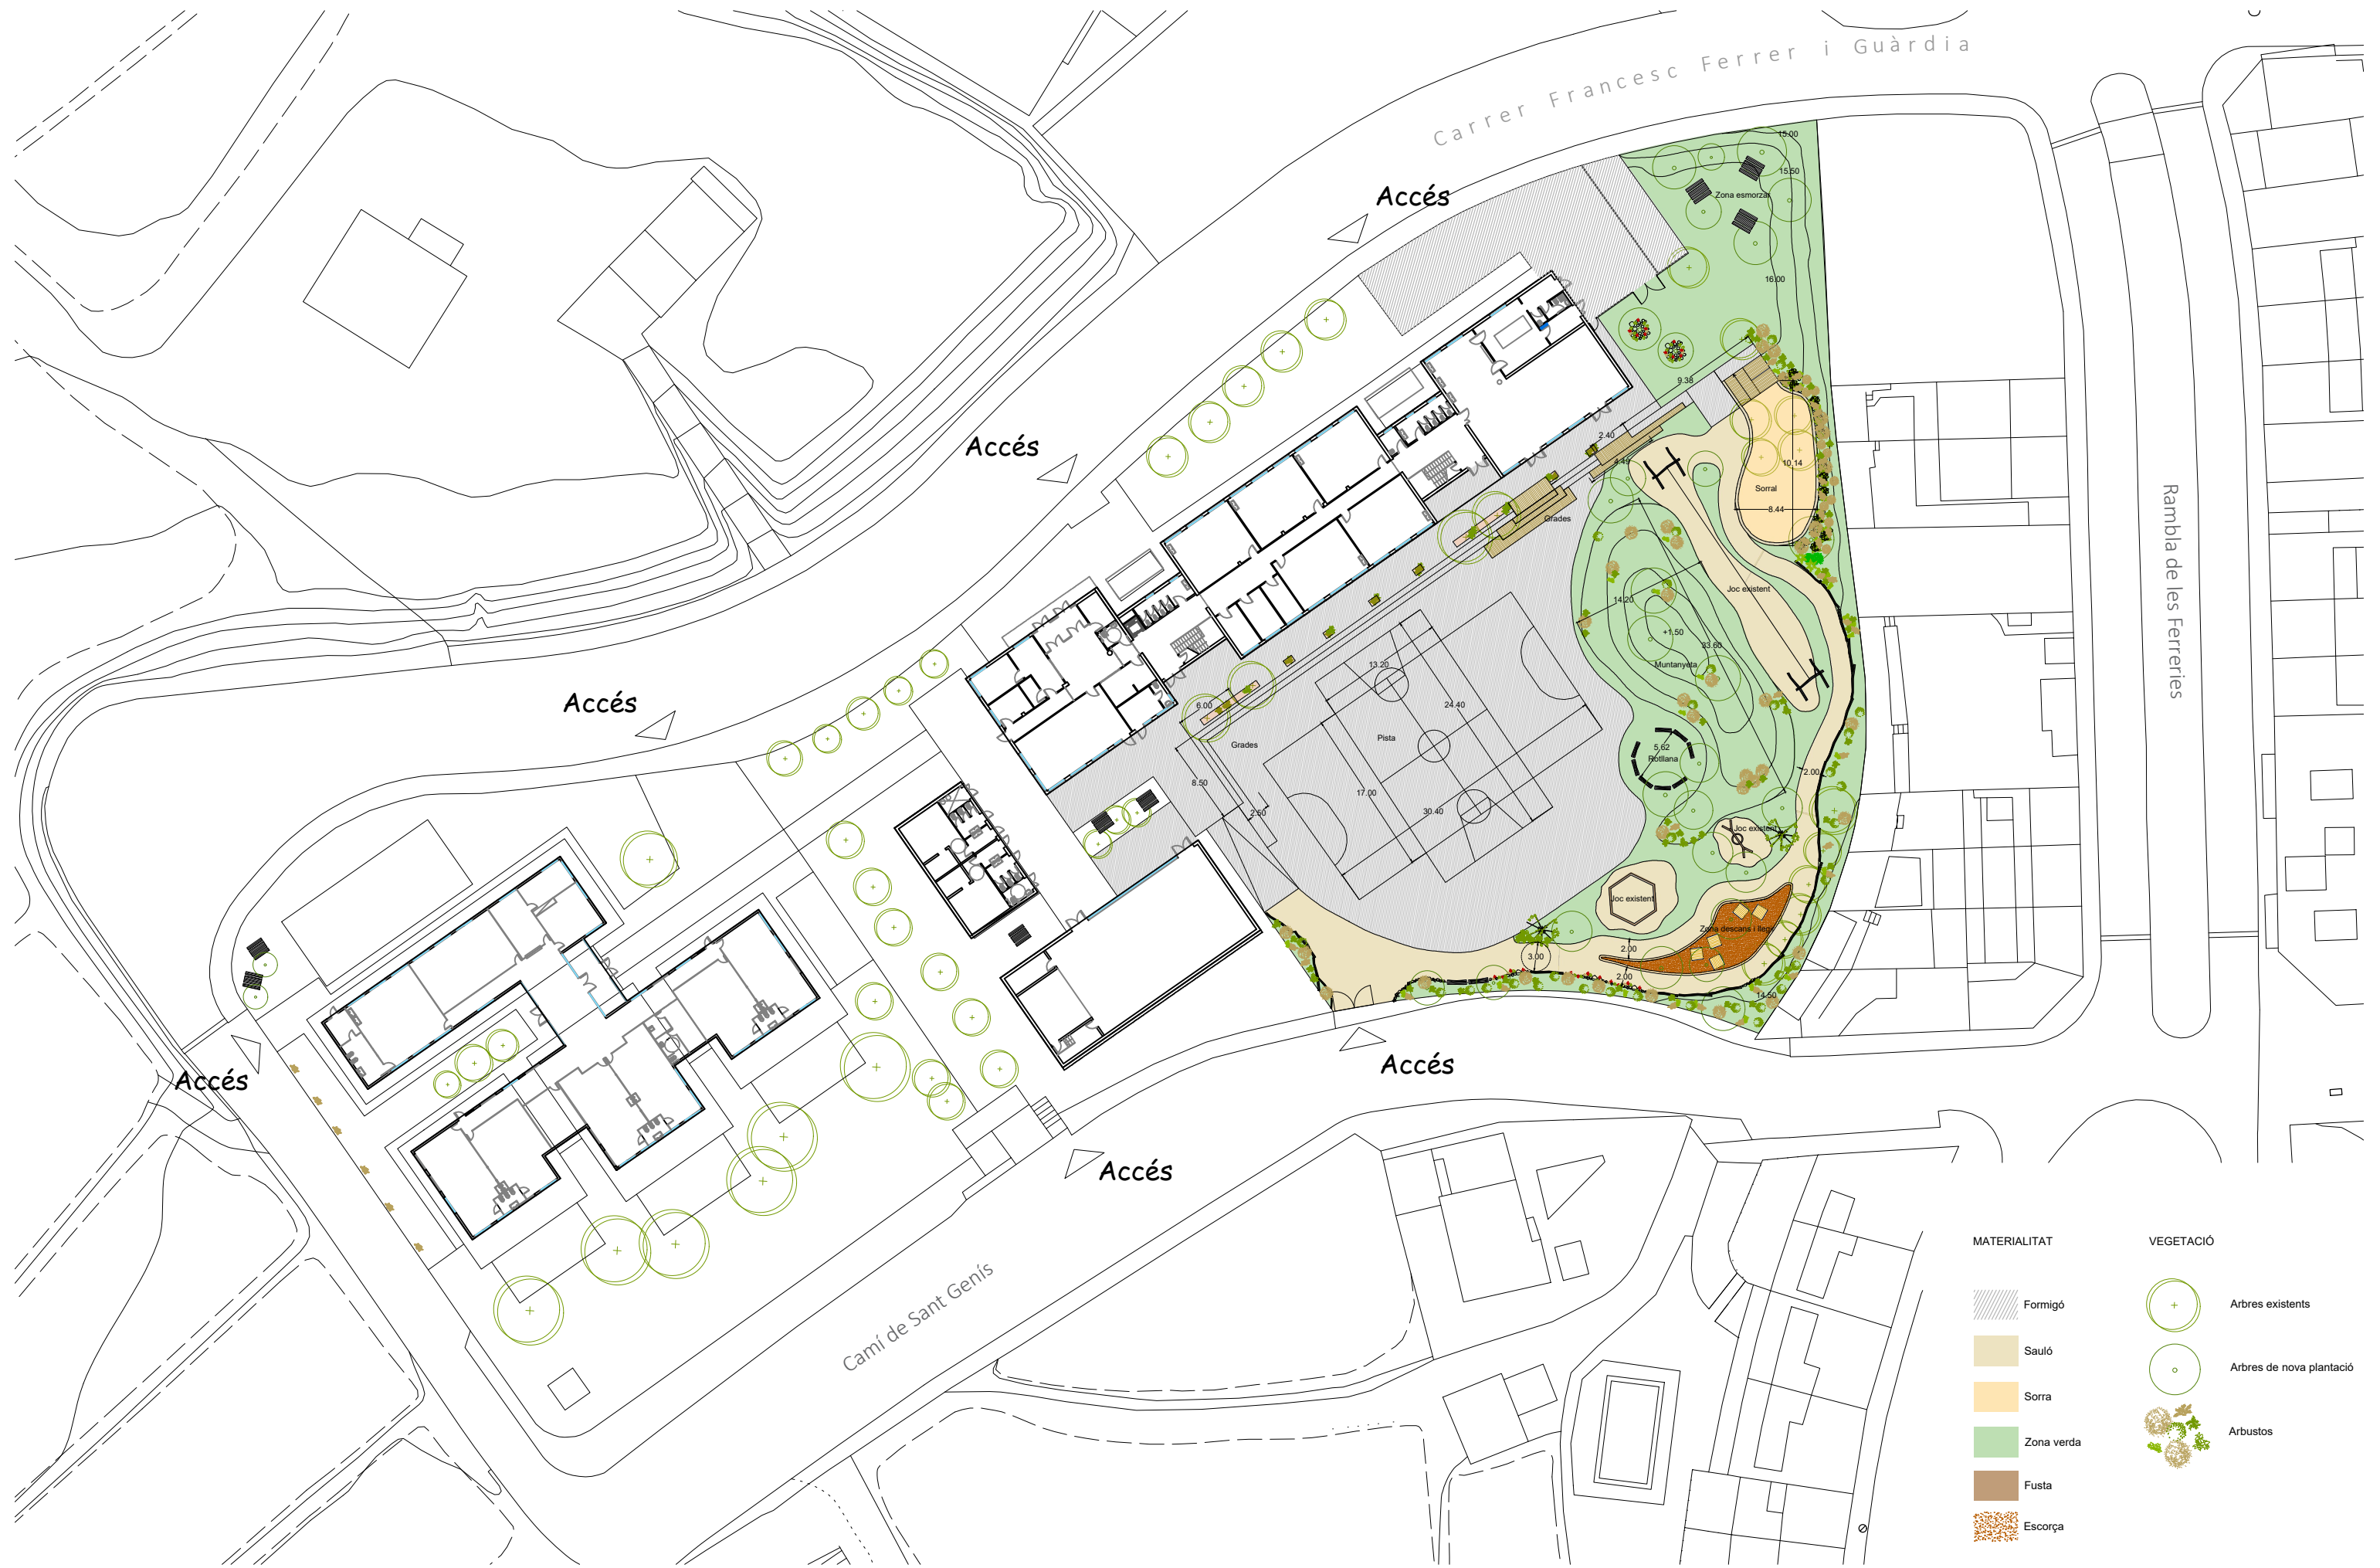 Carrer Francesc Ferrer i Guàrdia
15.00
15.50
Zona esmorzar
Accés
16.00
9.38
2.40
4.49
Accés
10.14
Sorral
8.44
Grades
Joc existent
14.20
+1.50
33.60
Muntanyeta
Rambla de les Ferreries
13.20
24.40
Pista
6.00
Grades
Accés
5.62
Rotllana
8.50
2.00
17.00
30.40
2.50
Joc existent
Joc existent
Zona descans i llegir
2.00
3.00
2.00
14.50
Accés
Accés
Accés
Camí de Sant Genís
MATERIALITAT
Formigó
Sauló
Sorra
Zona verda
Fusta
Escorça
VEGETACIÓ
Arbres existents
Arbres de nova plantació
Arbustos